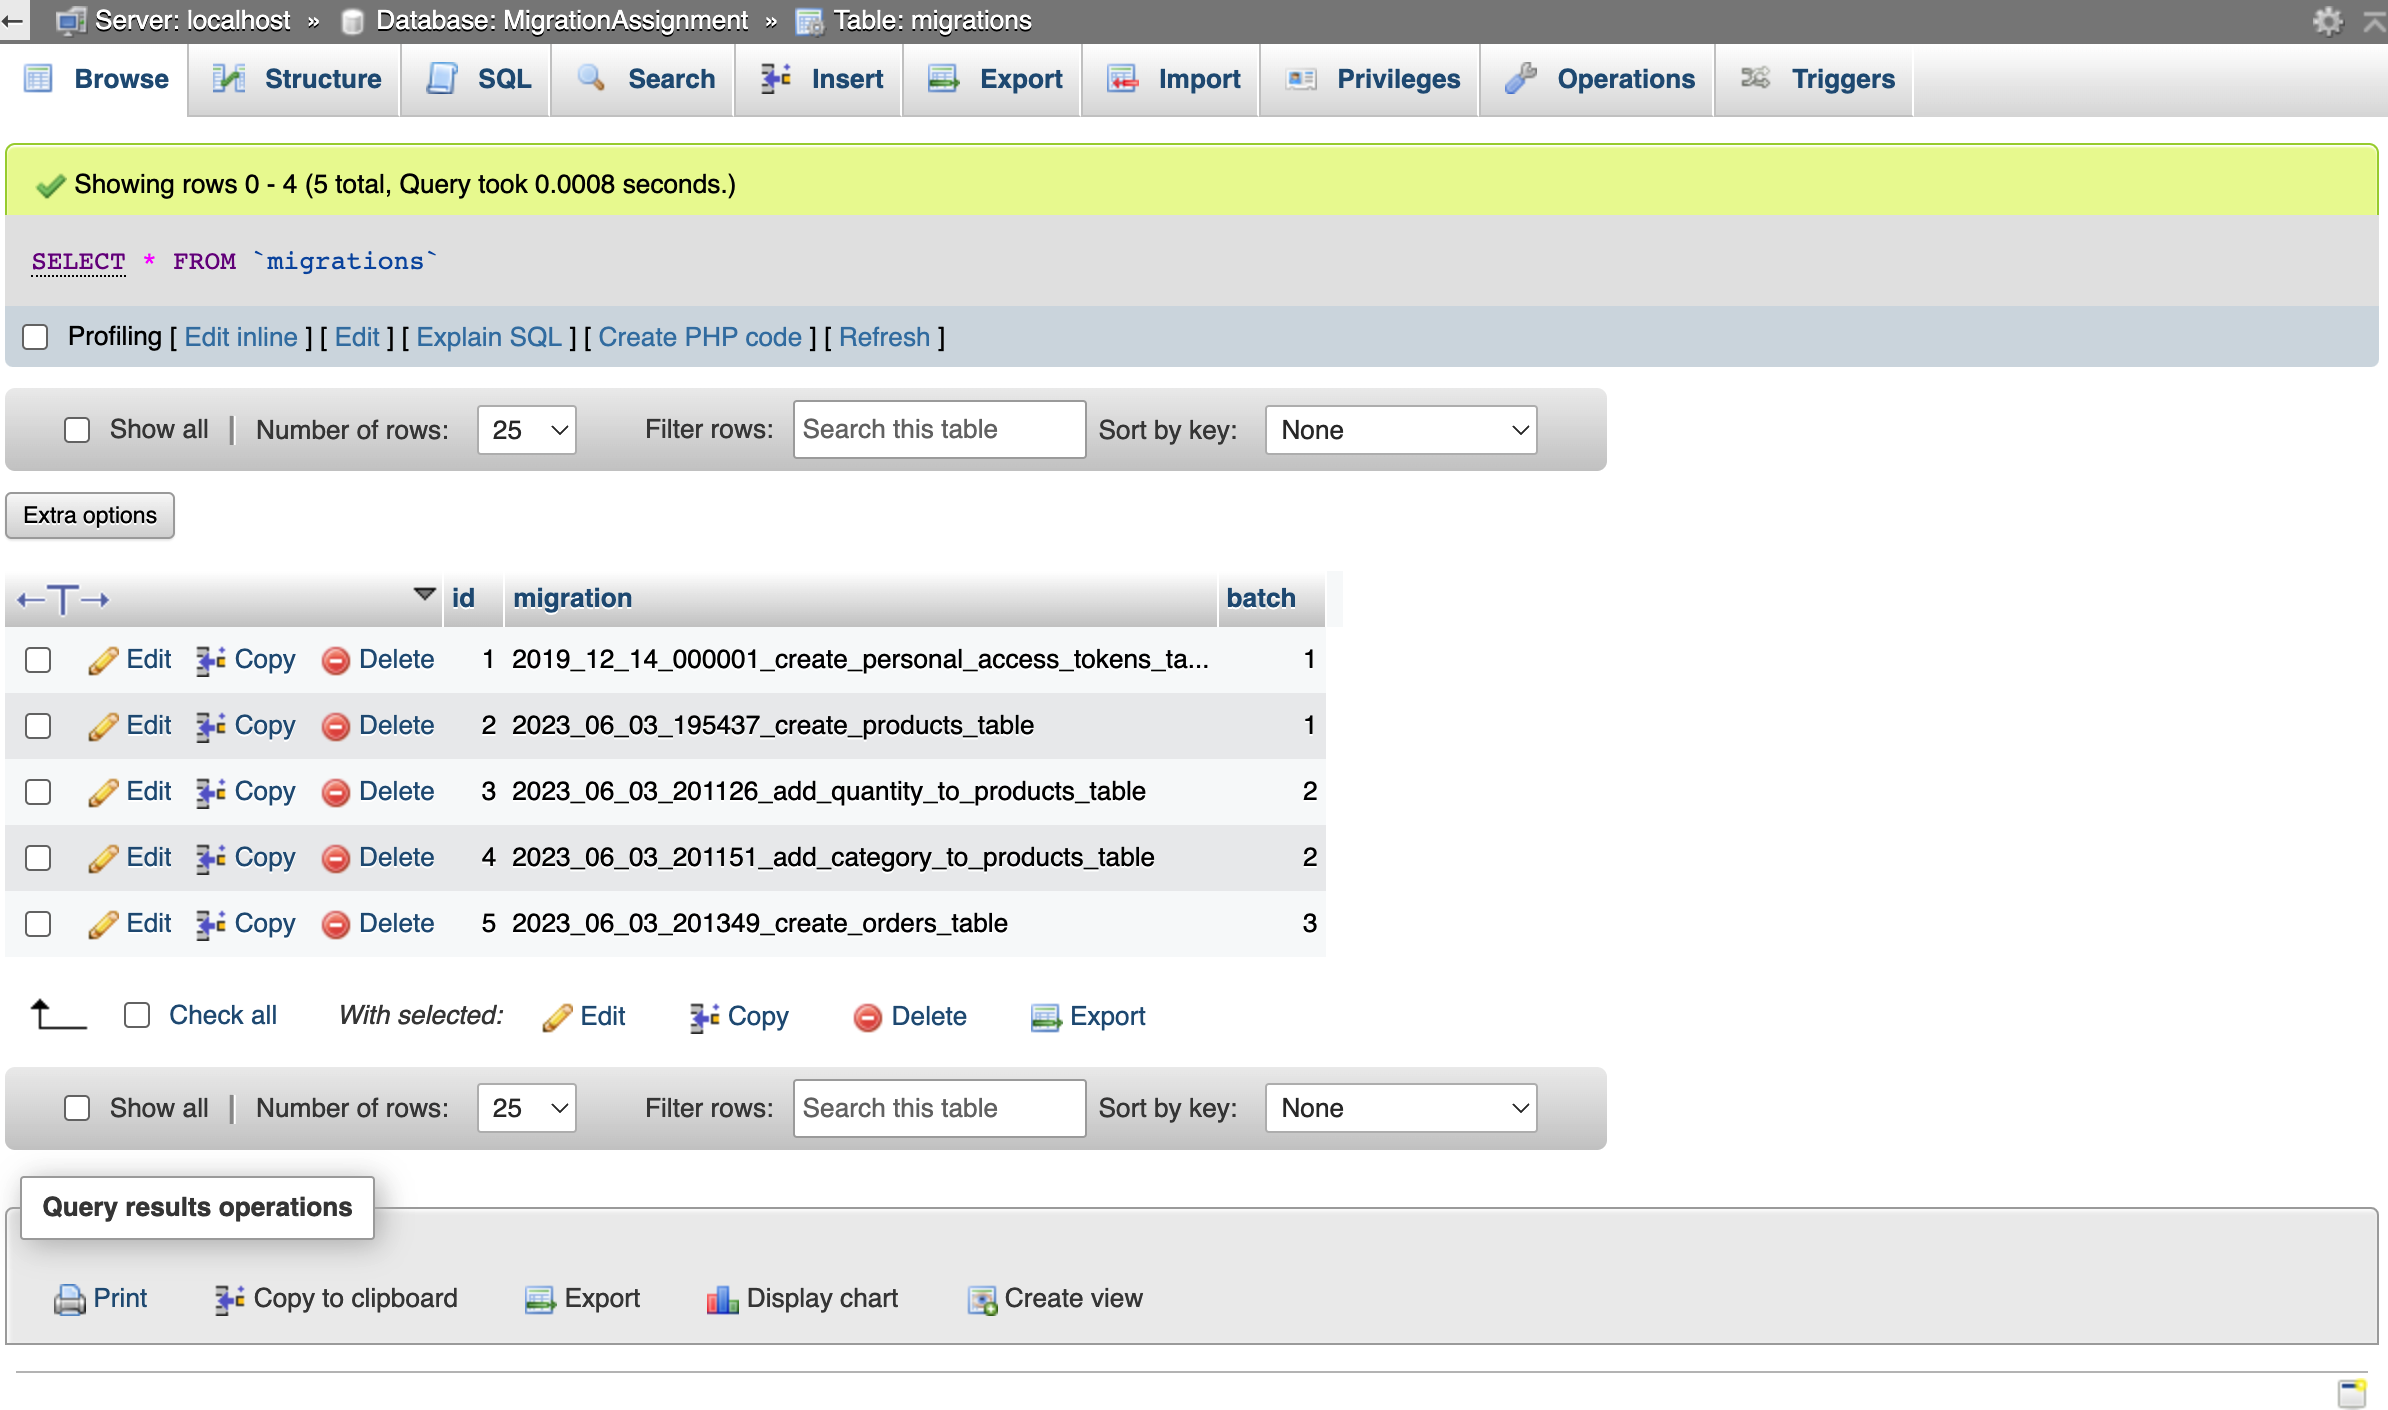 Server: localhost » Database: MigrationAssignment » Table: migrations
Browse Structure SQL Search Insert Export Import Privileges Operations Triggers
Showing rows 0 - 4 (5 total, Query took 0.0008 seconds.)
SELECT * FROM `migrations`
Profiling [ Edit inline ] [ Edit ] [ Explain SQL ] [ Create PHP code ] [ Refresh ]
Show all | Number of rows: 25 Filter rows: Search this table Sort by key: None
Extra options
←T→ id migration batch
Edit Copy Delete 1 2019_12_14_000001_create_personal_access_tokens_ta... 1
Edit Copy Delete 2 2023_06_03_195437_create_products_table 1
Edit Copy Delete 3 2023_06_03_201126_add_quantity_to_products_table 2
Edit Copy Delete 4 2023_06_03_201151_add_category_to_products_table 2
Edit Copy Delete 5 2023_06_03_201349_create_orders_table 3
Check all With selected: Edit Copy Delete Export
Show all | Number of rows: 25 Filter rows: Search this table Sort by key: None
Query results operations
Print Copy to clipboard Export Display chart Create view